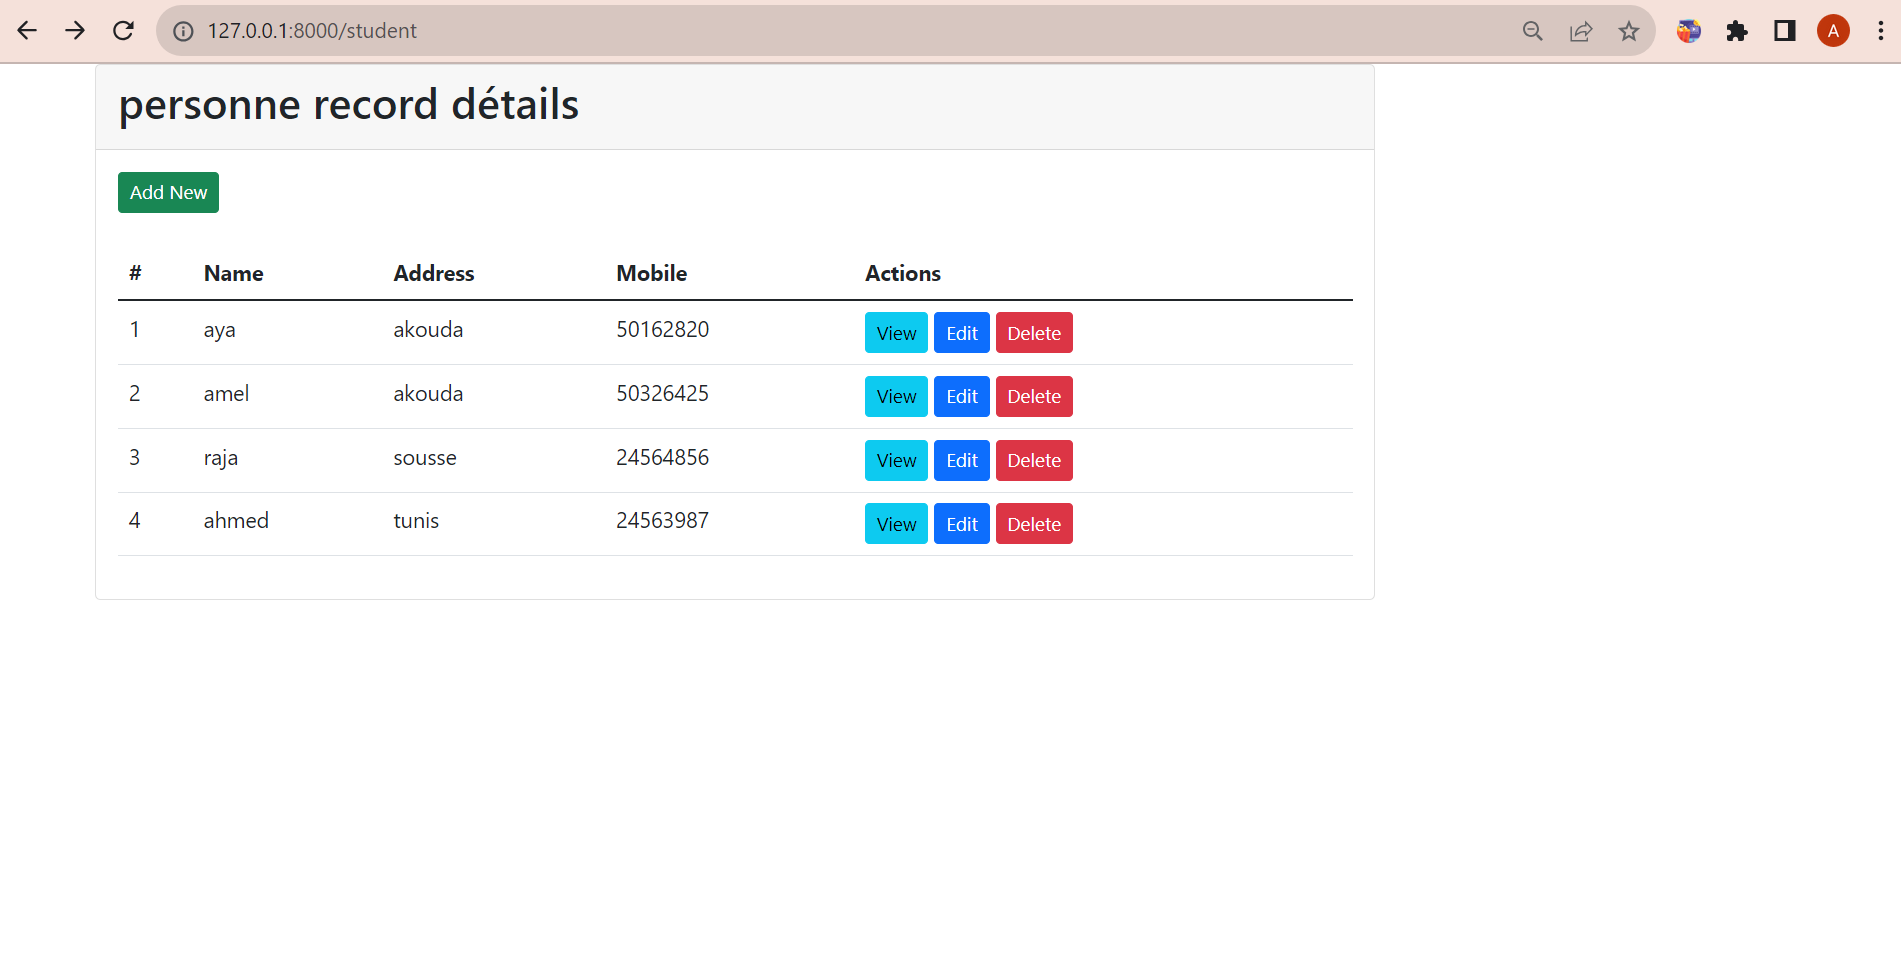 127.0.0.1:8000/student
A
personne record détails
Add New
# Name Address Mobile Actions
1 aya akouda 50162820 View Edit Delete
2 amel akouda 50326425 View Edit Delete
3 raja sousse 24564856 View Edit Delete
4 ahmed tunis 24563987 View Edit Delete